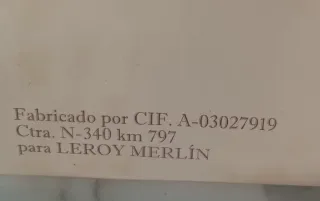 Fabricado por CIF. A-03027919
Ctra. N-340 km 797
para LEROY MERLÍN